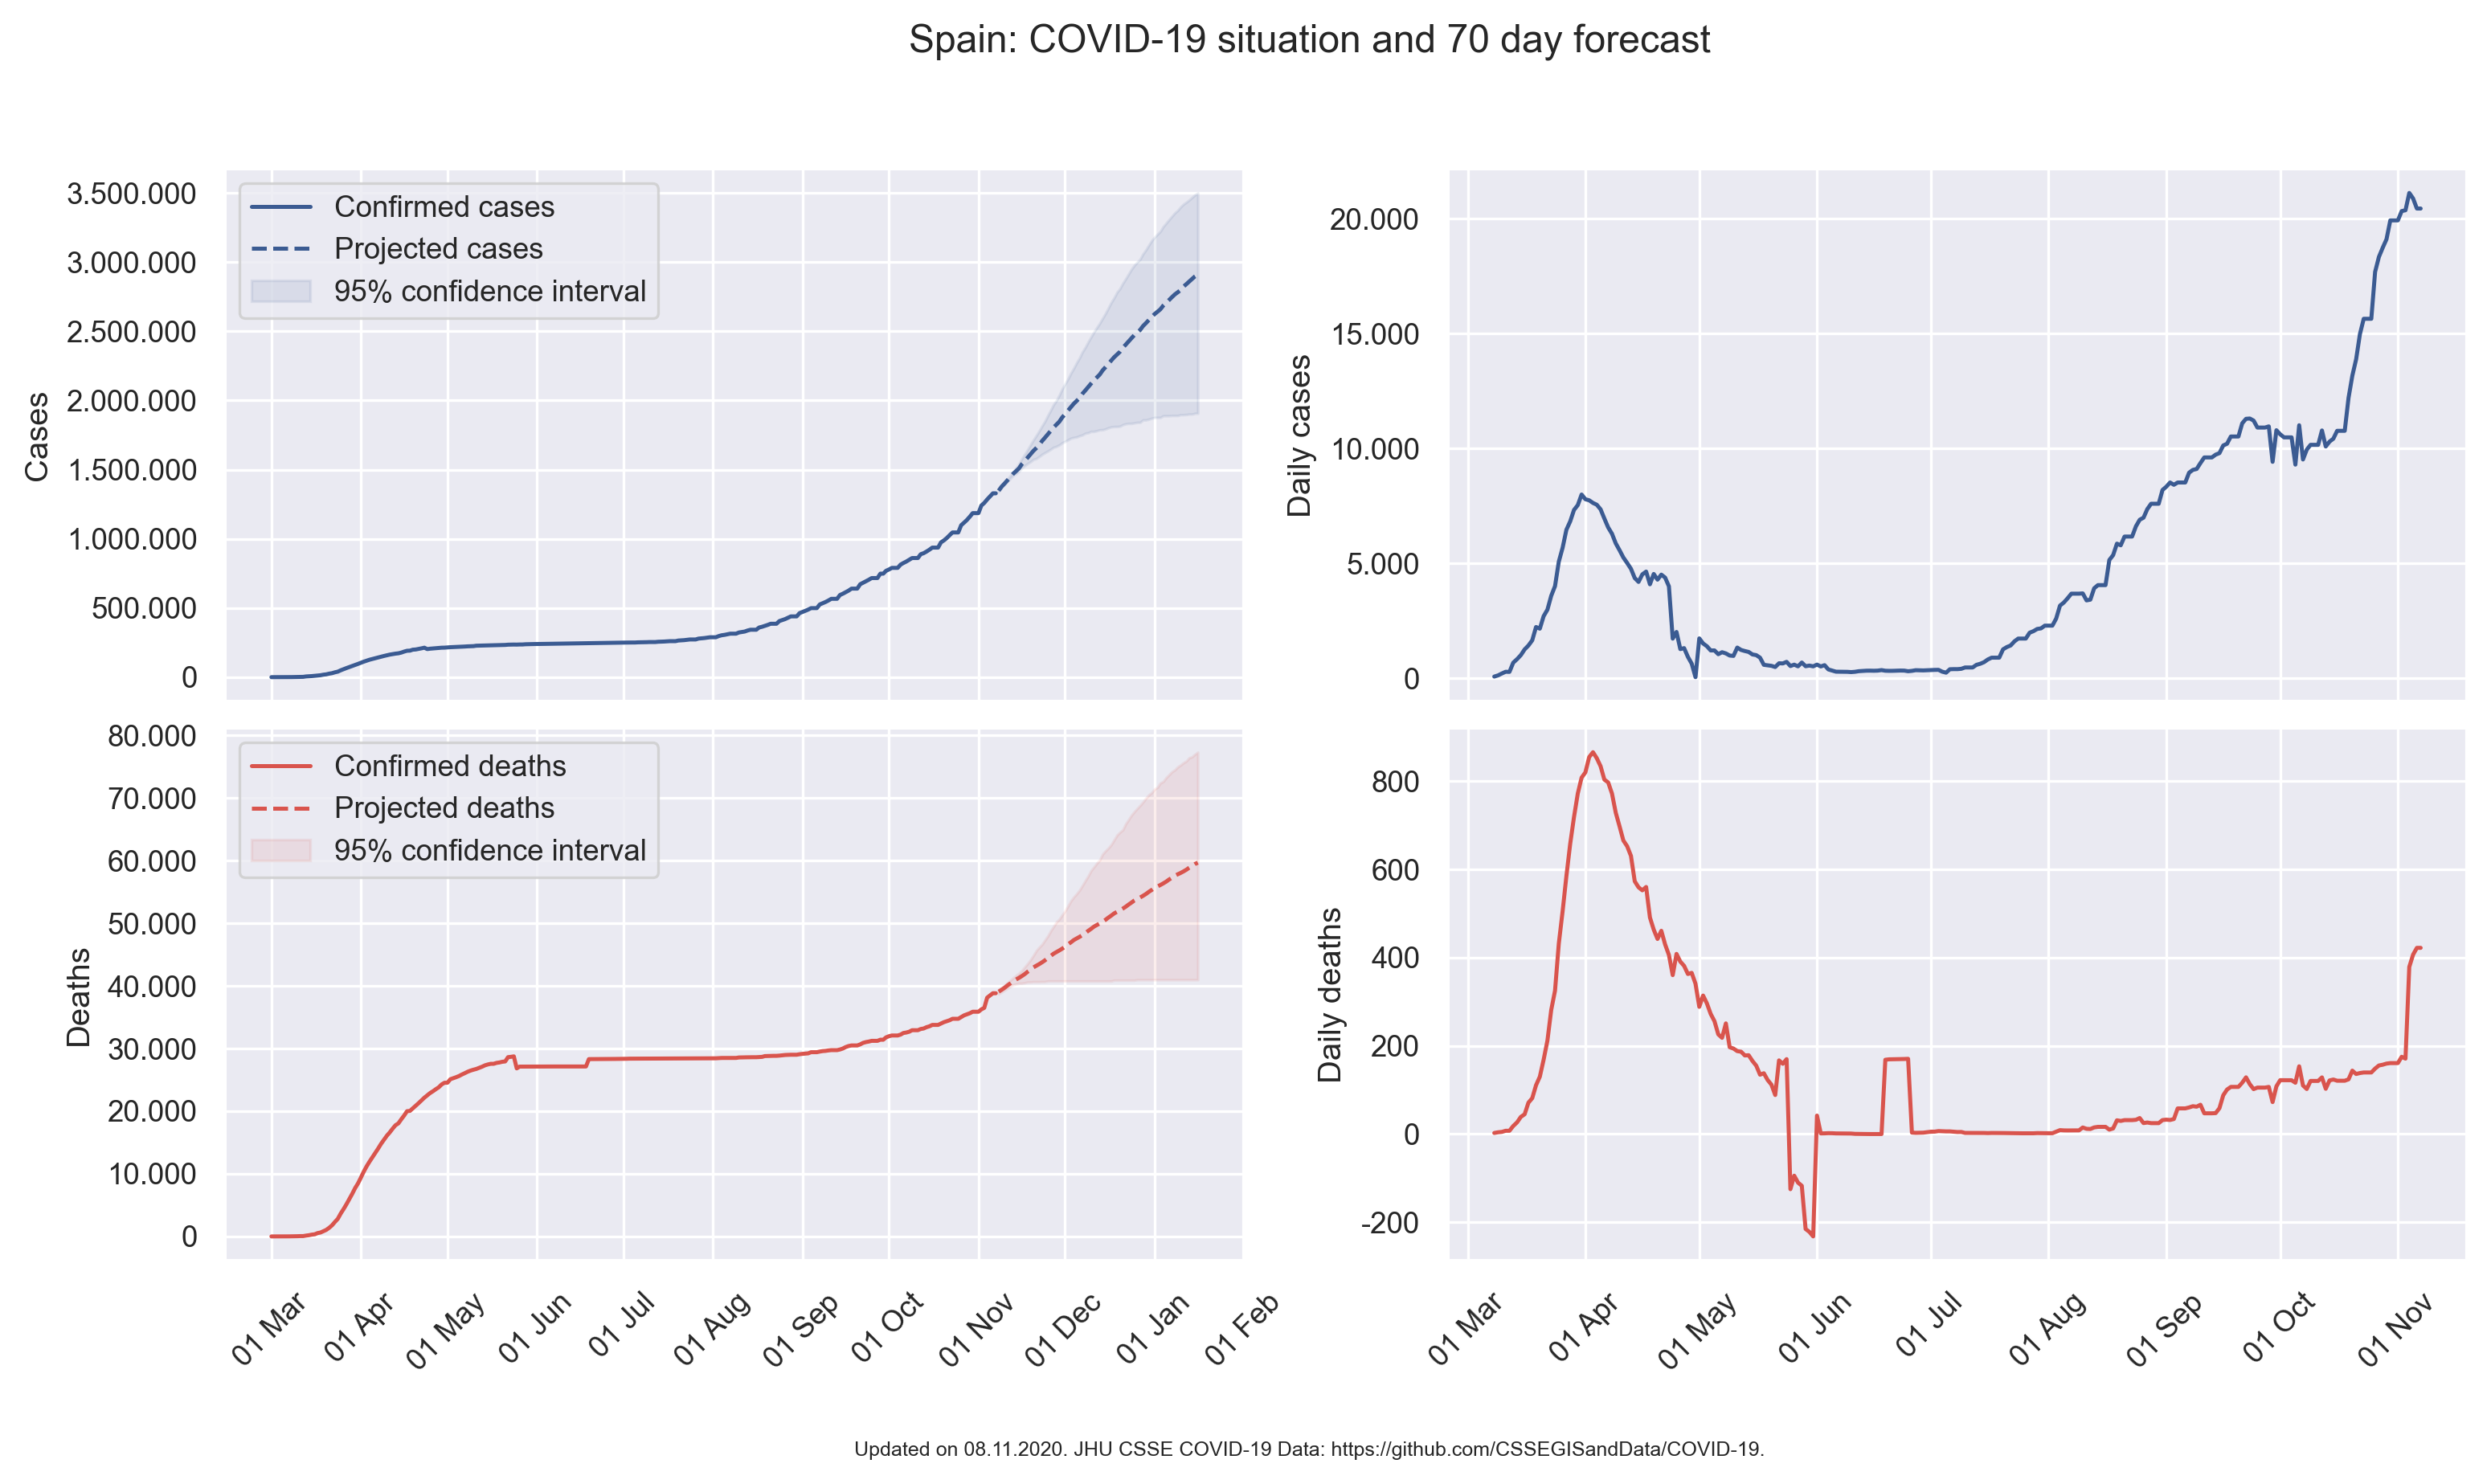 Spain: COVID-19 situation and 70 day forecast
3.500.000
3.000.000
2.500.000
2.000.000
1.500.000
1.000.000
500.000
0
Cases
Confirmed cases
Projected cases
95% confidence interval
20.000
15.000
10.000
5.000
0
Daily cases
80.000
70.000
60.000
50.000
40.000
30.000
20.000
10.000
0
Deaths
Confirmed deaths
Projected deaths
95% confidence interval
01 Mar
01 Apr
01 May
01 Jun
01 Jul
01 Aug
01 Sep
01 Oct
01 Nov
01 Dec
01 Jan
01 Feb
800
600
400
200
0
-200
Daily deaths
01 Mar
01 Apr
01 May
01 Jun
01 Jul
01 Aug
01 Sep
01 Oct
01 Nov
Updated on 08.11.2020. JHU CSSE COVID-19 Data: https://github.com/CSSEGISandData/COVID-19.